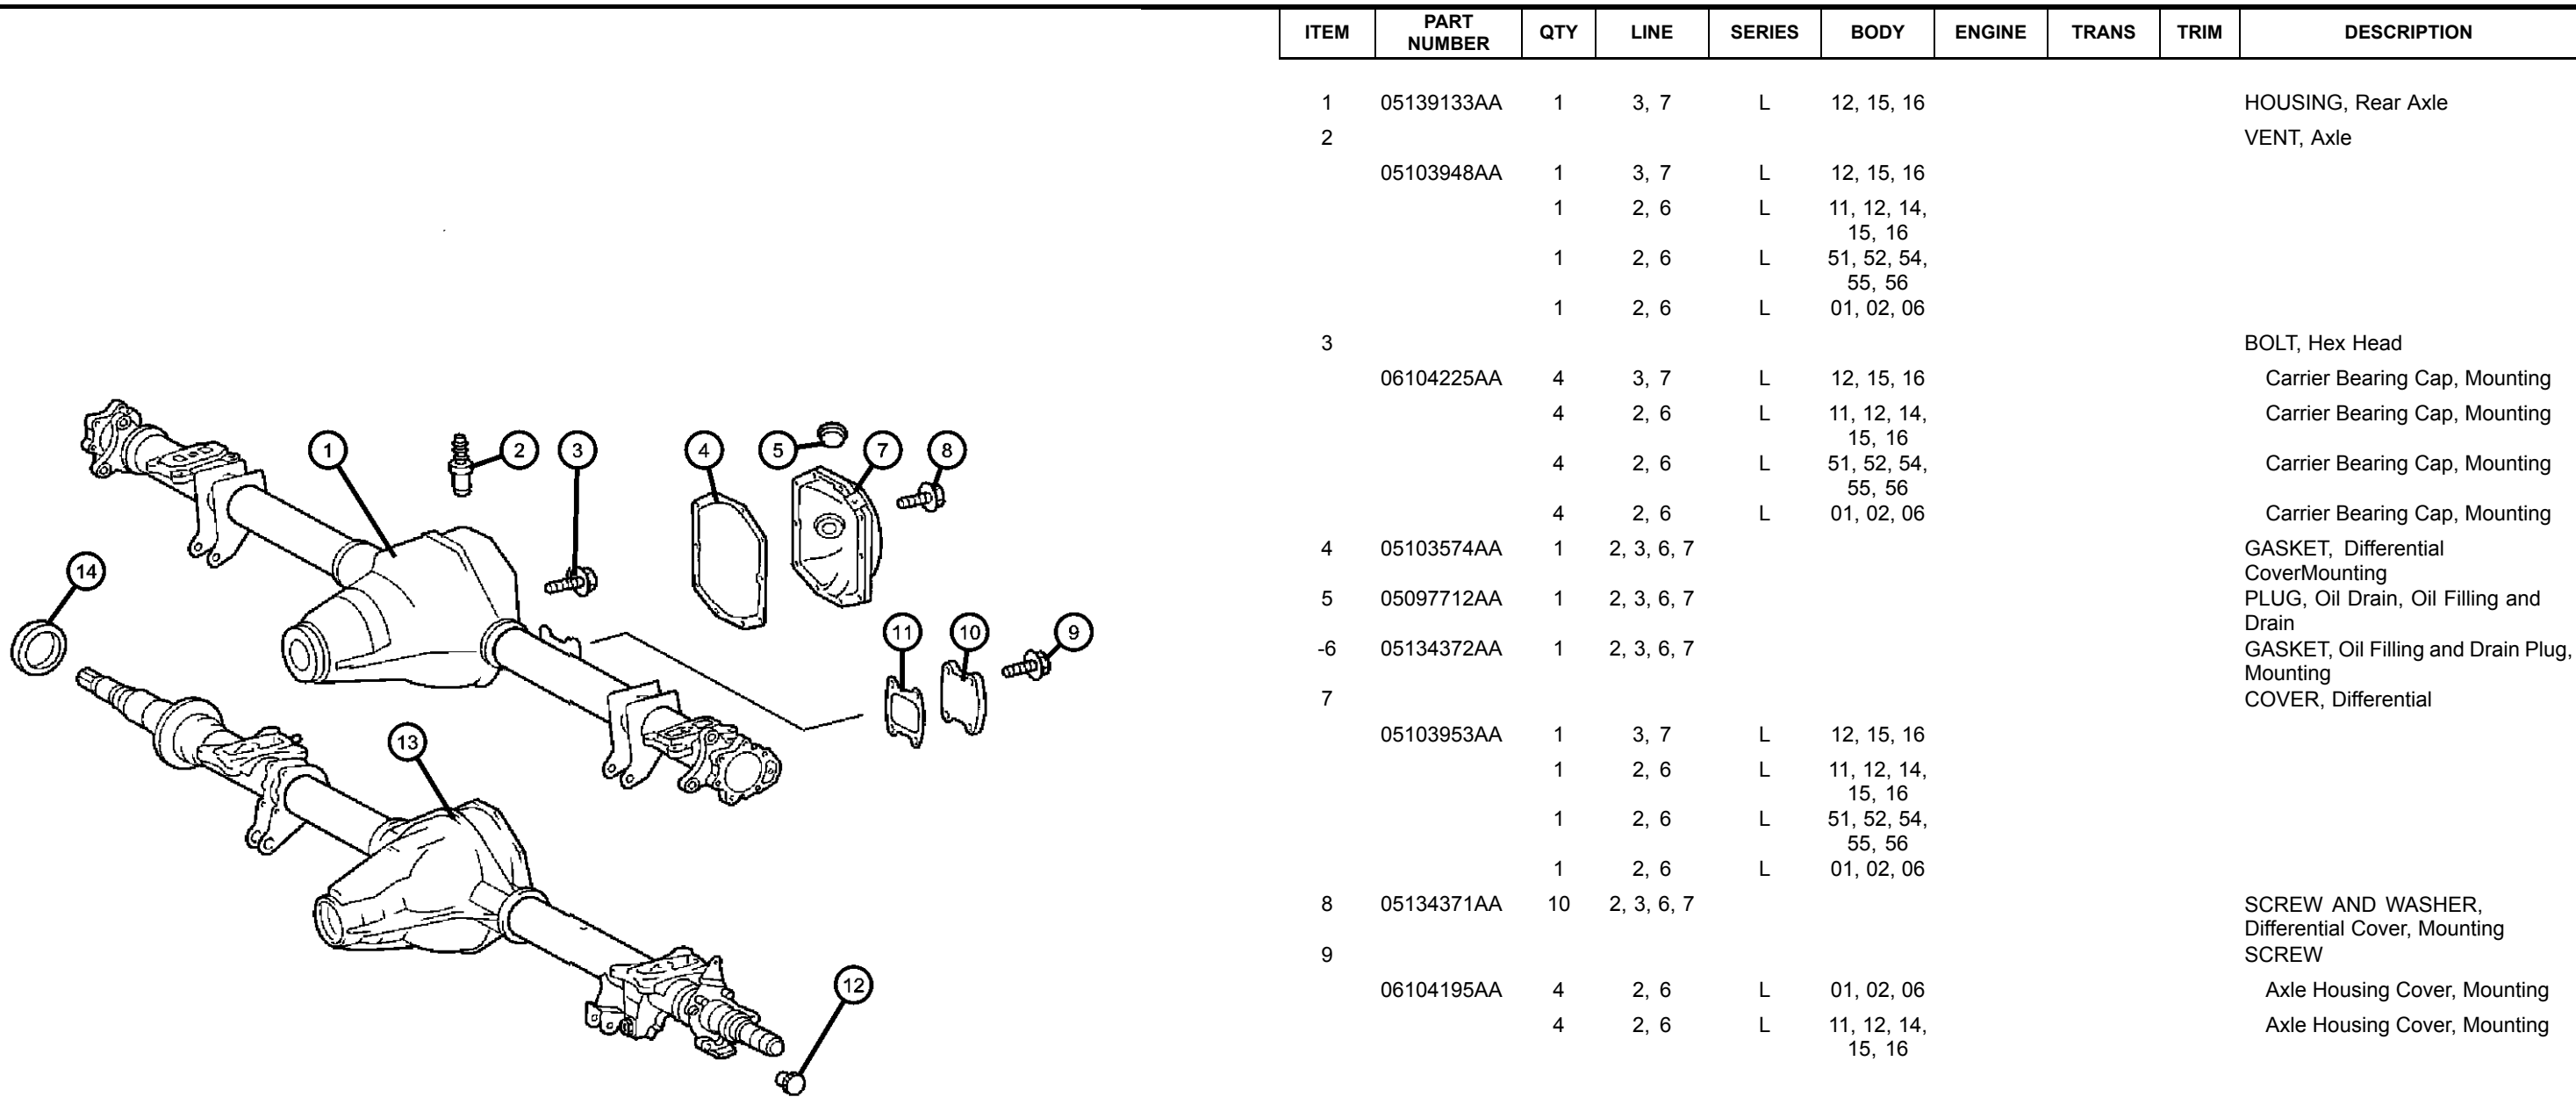 ITEM PART NUMBER QTY LINE SERIES BODY ENGINE TRANS TRIM DESCRIPTION
1 05139133AA 1 3, 7 L 12, 15, 16 HOUSING, Rear Axle
2 VENT, Axle
05103948AA 1 3, 7 L 12, 15, 16
1 2, 6 L 11, 12, 14,
15, 16
1 2, 6 L 51, 52, 54,
55, 56
1 2, 6 L 01, 02, 06
3 BOLT, Hex Head
06104225AA 4 3, 7 L 12, 15, 16 Carrier Bearing Cap, Mounting
4 2, 6 L 11, 12, 14, Carrier Bearing Cap, Mounting
15, 16
4 2, 6 L 51, 52, 54, Carrier Bearing Cap, Mounting
55, 56
4 2, 6 L 01, 02, 06 Carrier Bearing Cap, Mounting
4 05103574AA 1 2, 3, 6, 7 GASKET, Differential
CoverMounting
5 05097712AA 1 2, 3, 6, 7 PLUG, Oil Drain, Oil Filling and
Drain
-6 05134372AA 1 2, 3, 6, 7 GASKET, Oil Filling and Drain Plug,
Mounting
7 COVER, Differential
05103953AA 1 3, 7 L 12, 15, 16
1 2, 6 L 11, 12, 14,
15, 16
1 2, 6 L 51, 52, 54,
55, 56
1 2, 6 L 01, 02, 06
8 05134371AA 10 2, 3, 6, 7 SCREW AND WASHER,
Differential Cover, Mounting
9 SCREW
06104195AA 4 2, 6 L 01, 02, 06 Axle Housing Cover, Mounting
4 2, 6 L 11, 12, 14, Axle Housing Cover, Mounting
15, 16
1 2 3 4 5 7 8
14
11 10 9
13
12